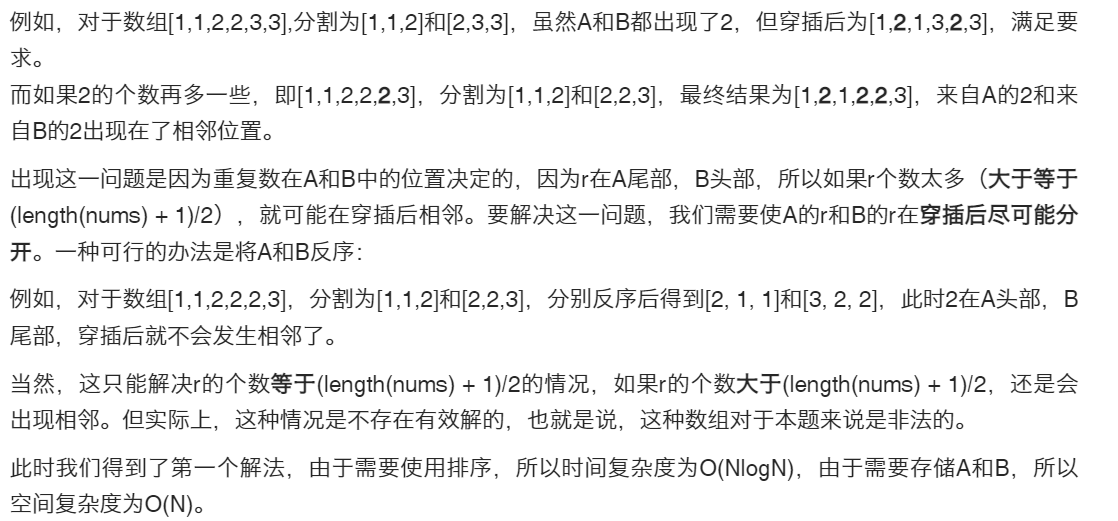 例如，对于数组[1,1,2,2,3,3],分割为[1,1,2]和[2,3,3]，虽然A和B都出现了2，但穿插后为[1,2,1,3,2,3]，满足要
求。
而如果2的个数再多一些，即[1,1,2,2,2,3]，分割为[1,1,2]和[2,2,3]，最终结果为[1,2,1,2,2,3]，来自A的2和来
自B的2出现在了相邻位置。
出现这一问题是因为重复数在A和B中的位置决定的，因为r在A尾部，B头部，所以如果r个数太多（大于等于
(length(nums) + 1)/2），就可能在穿插后相邻。要解决这一问题，我们需要使A的r和B的r在穿插后尽可能分
开。一种可行的办法是将A和B反序：
例如，对于数组[1,1,2,2,2,3]，分割为[1,1,2]和[2,2,3]，分别反序后得到[2, 1, 1]和[3, 2, 2]，此时2在A头部，B
尾部，穿插后就不会发生相邻了。
当然，这只能解决r的个数等于(length(nums) + 1)/2的情况，如果r的个数大于(length(nums) + 1)/2，还是会
出现相邻。但实际上，这种情况是不存在有效解的，也就是说，这种数组对于本题来说是非法的。
此时我们得到了第一个解法，由于需要使用排序，所以时间复杂度为O(NlogN)，由于需要存储A和B，所以
空间复杂度为O(N)。